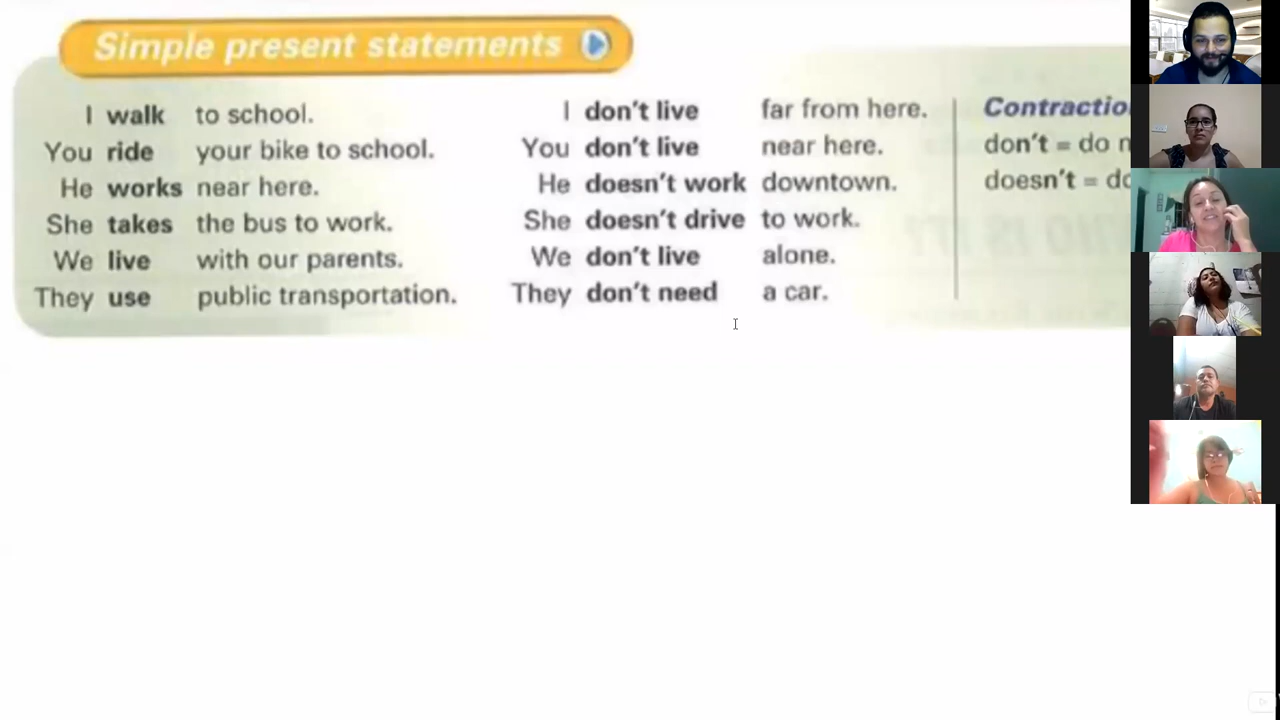 Simple present statements
I walk to school.
You ride your bike to school.
He works near here.
She takes the bus to work.
We live with our parents.
They use public transportation.
I don't live far from here.
You don't live near here.
He doesn't work downtown.
She doesn't drive to work.
We don't live alone.
They don't need a car.
don't = do
doesn't =